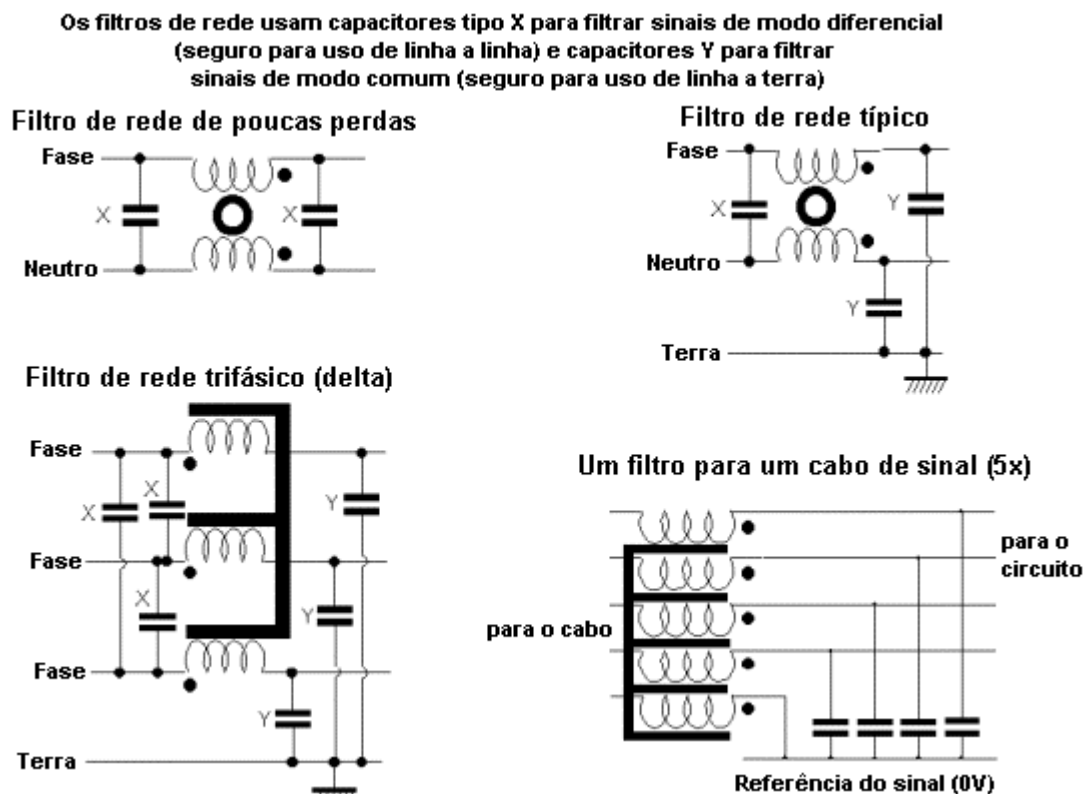 Os filtros de rede usam capacitores tipo X para filtrar sinais de modo diferencial
(seguro para uso de linha a linha) e capacitores Y para filtrar
sinais de modo comum (seguro para uso de linha a terra)
Filtro de rede de poucas perdas
Fase
X
X
Neutro
Filtro de rede típico
Fase
X
Y
Neutro
Y
Terra
Filtro de rede trifásico (delta)
Fase
X
X
Y
Fase
X
Y
Fase
Y
Terra
Um filtro para um cabo de sinal (5x)
para o
circuito
para o cabo
Referência do sinal (0V)